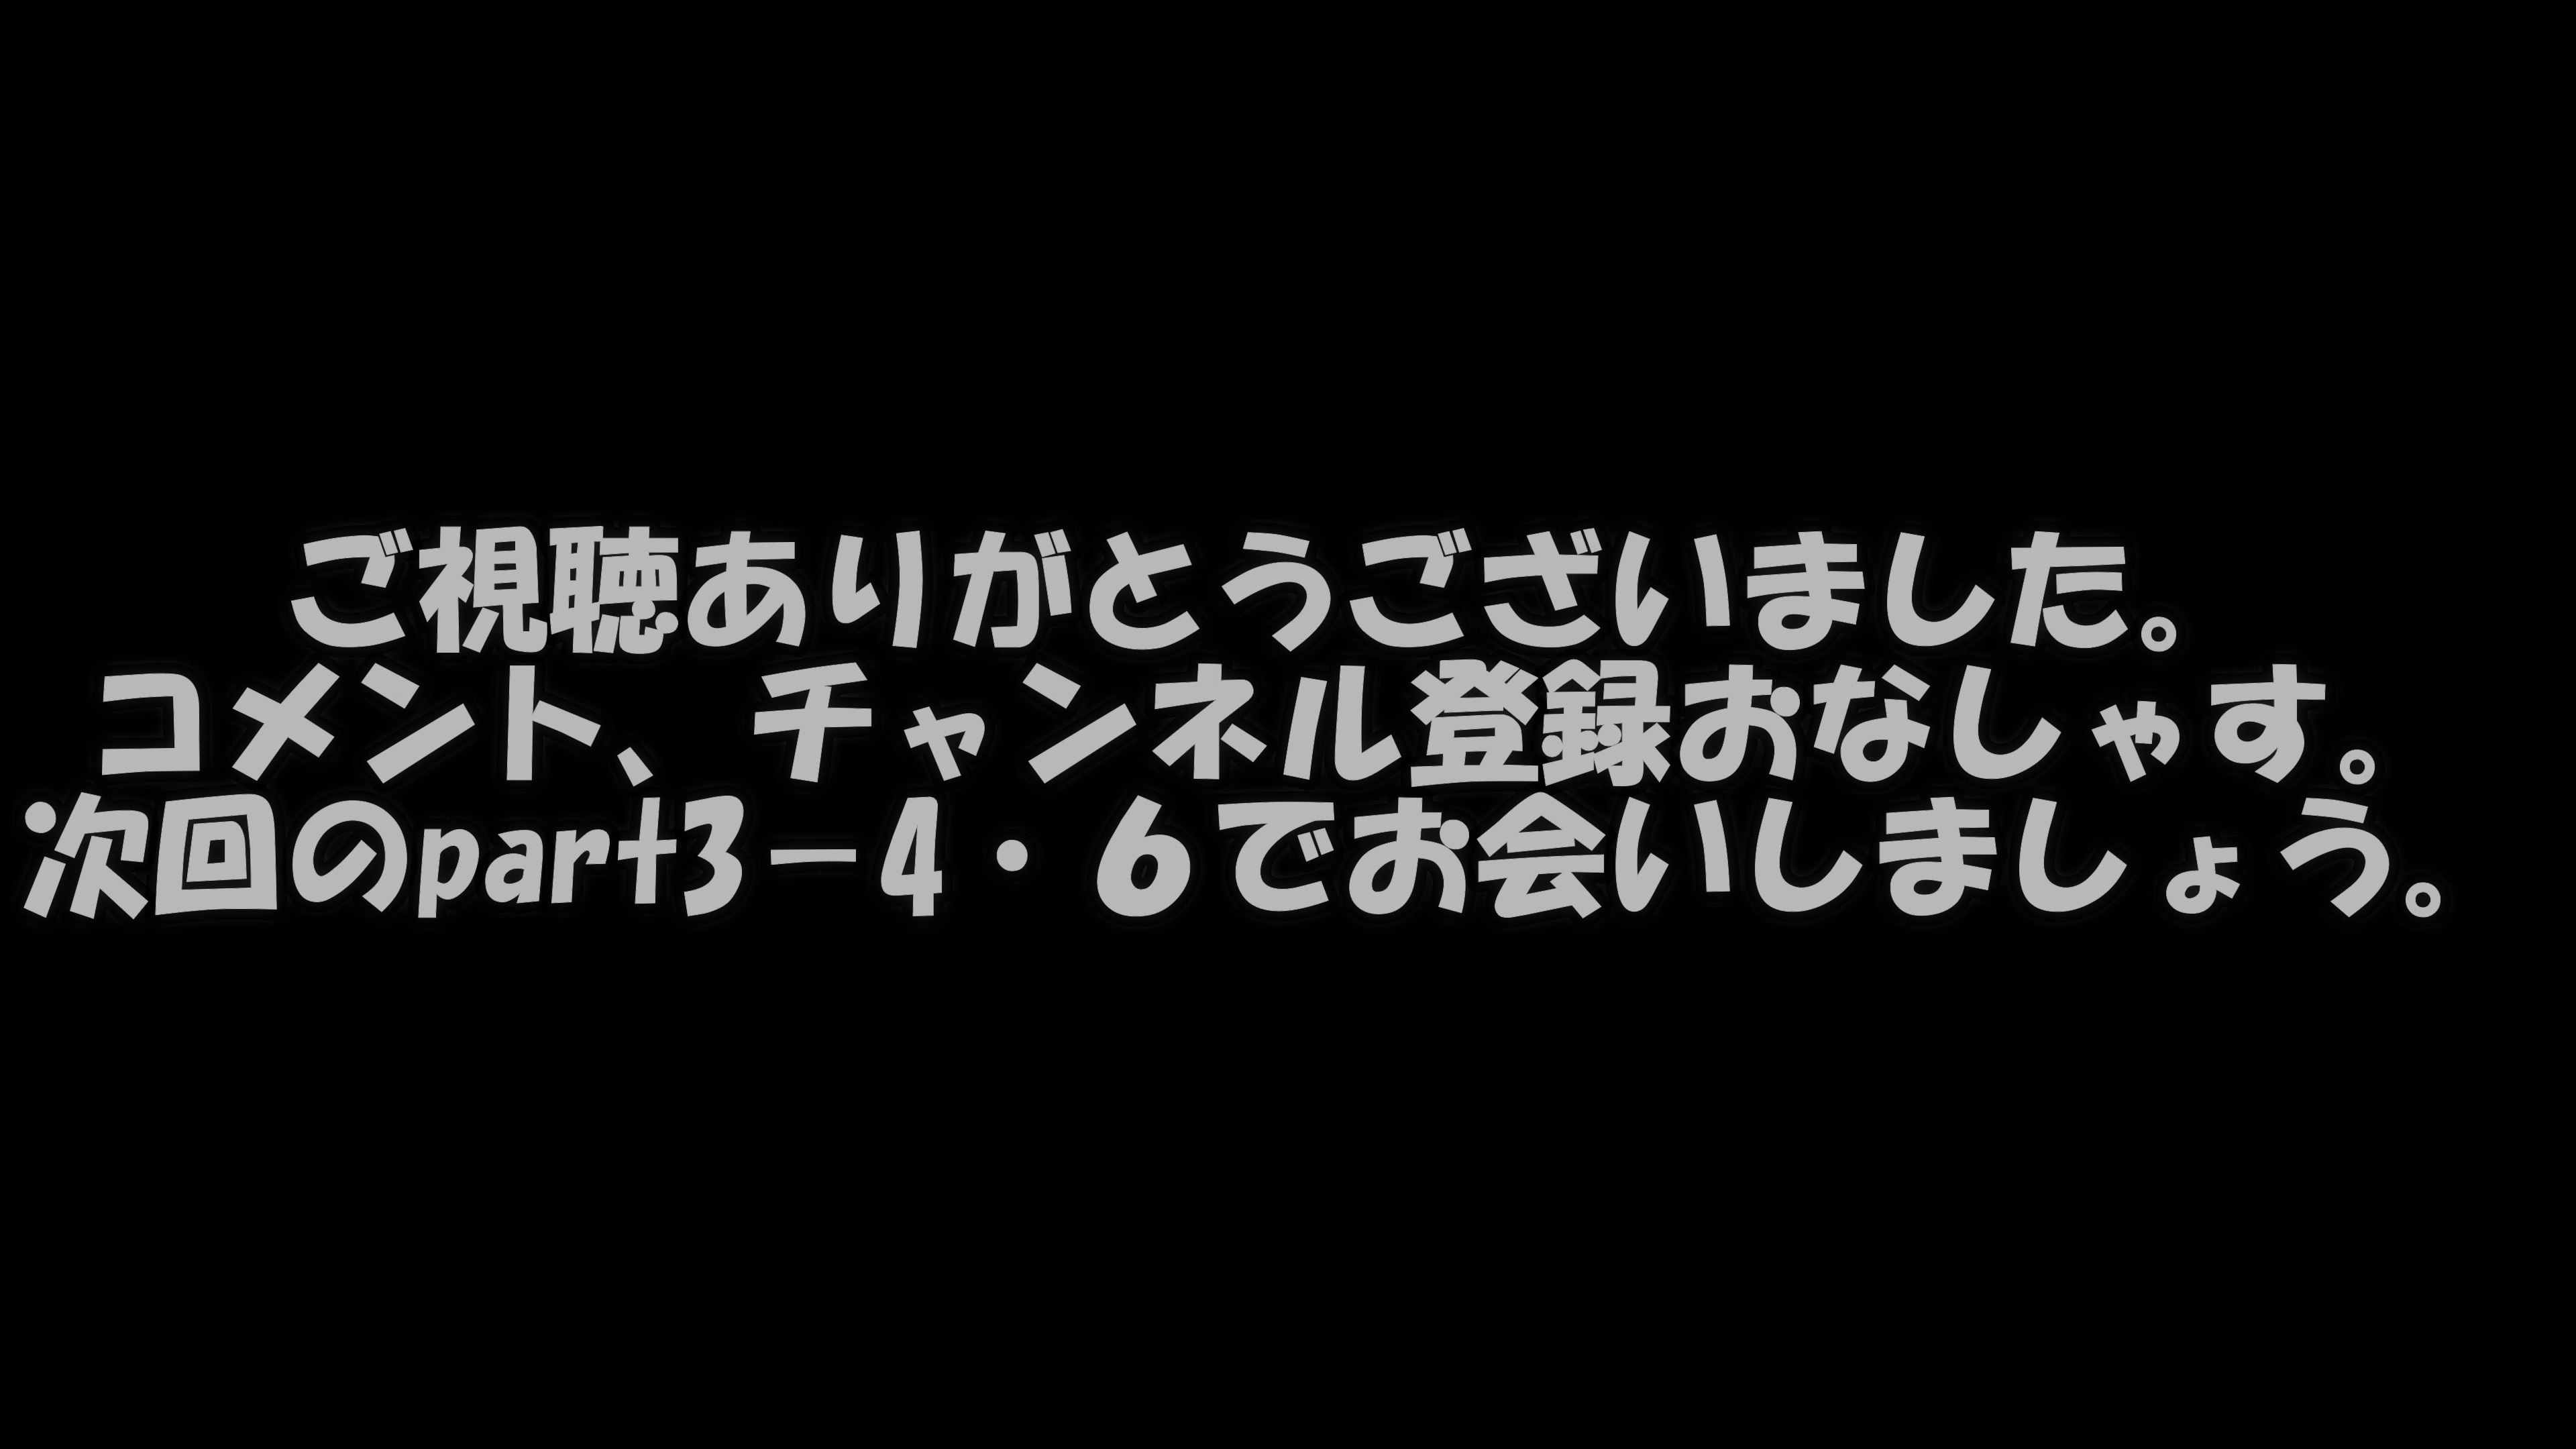 ご視聴ありがとうございました。
コメント、チャンネル登録おなしゃす。
次回のpart3－4・6でお会いしましょう。